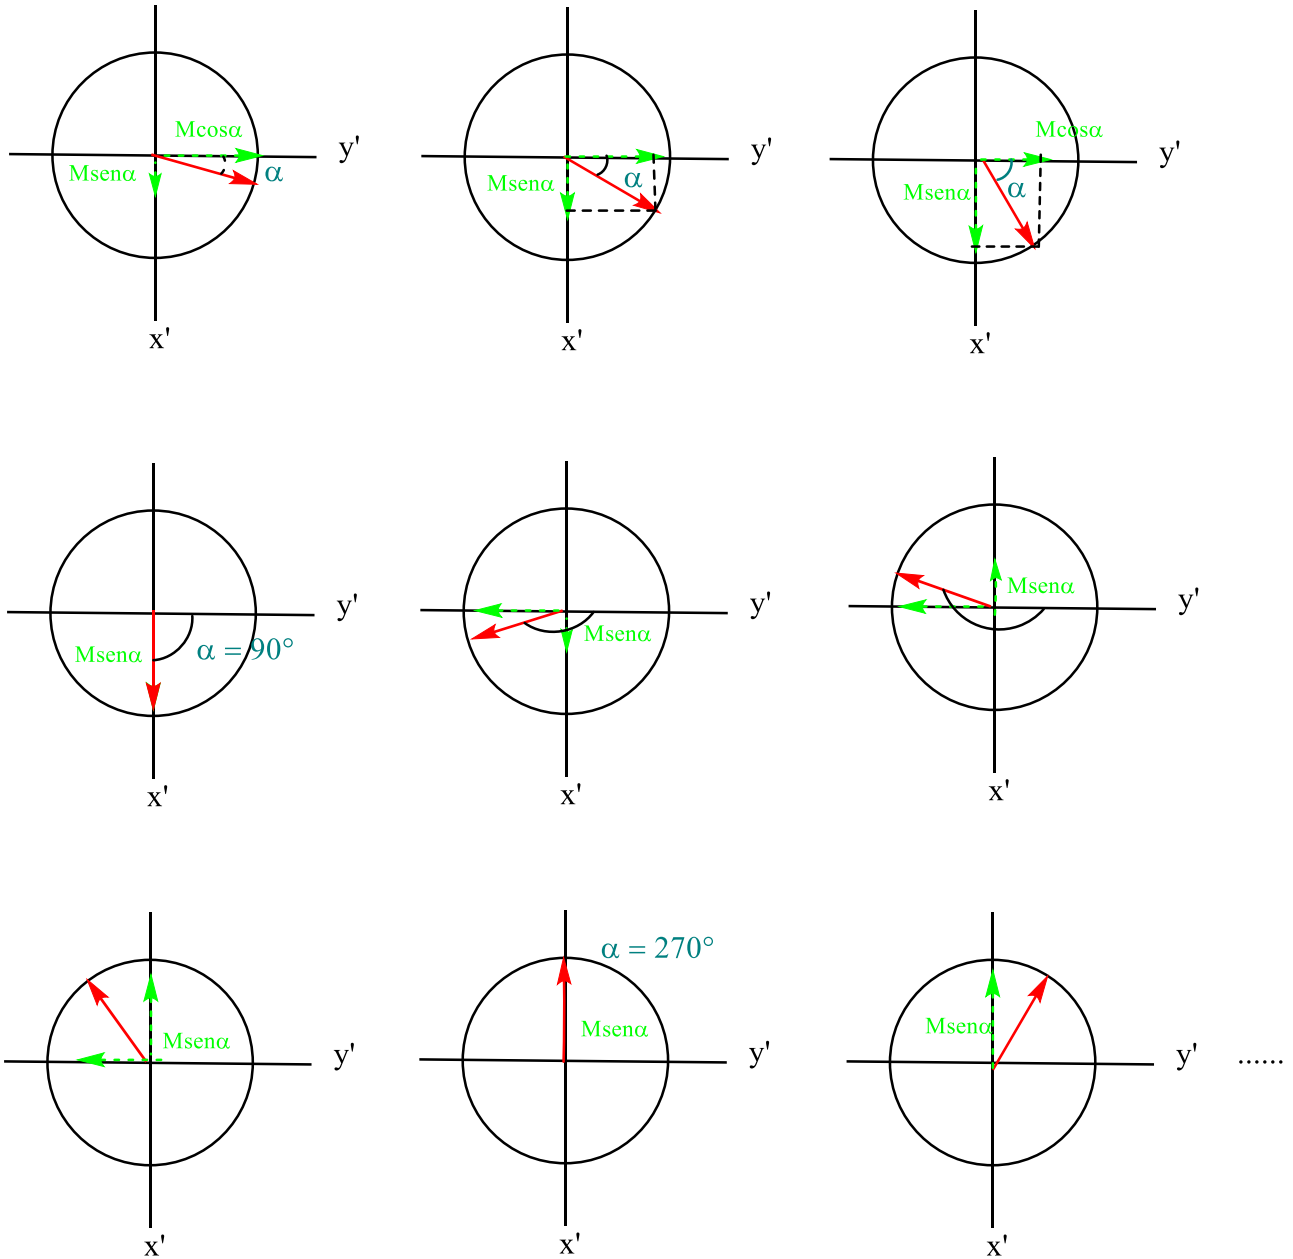 Mcosα
y'
Msenα
α
x'
y'
Msenα
α
x'
Mcosα
y'
Msenα
α
x'
y'
Msenα
α = 90°
x'
y'
Msenα
x'
y'
Msenα
x'
Msenα
y'
x'
α = 270°
Msenα
y'
x'
Msenα
y'
......
x'